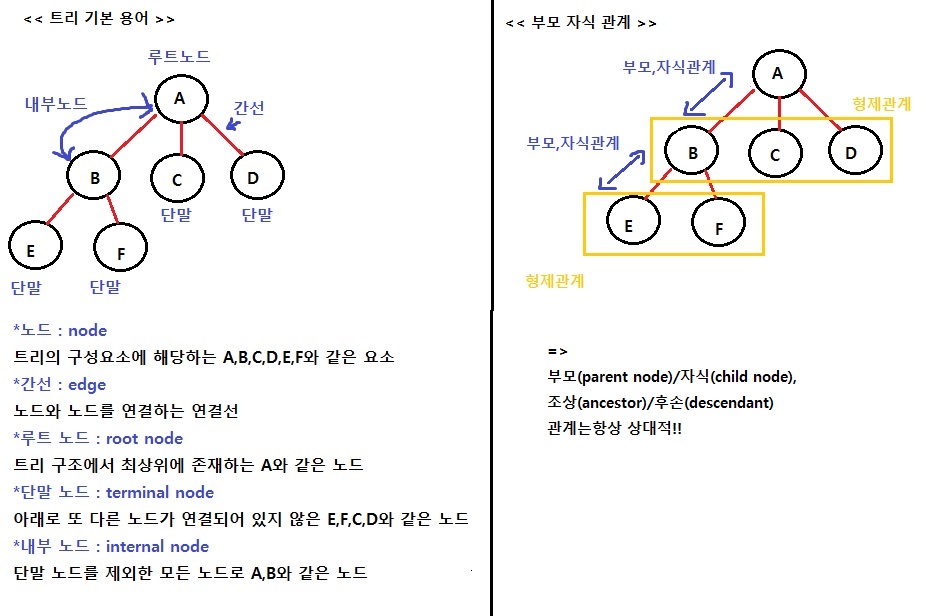 << 트리 기본 용어 >>
루트노드
내부노드
A
간선
B
C
D
단말
단말
E
F
단말
단말
*노드 : node
트리의 구성요소에 해당하는 A,B,C,D,E,F와 같은 요소
*간선 : edge
노드와 노드를 연결하는 연결선
*루트 노드 : root node
트리 구조에서 최상위에 존재하는 A와 같은 노드
*단말 노드 : terminal node
아래로 또 다른 노드가 연결되어 있지 않은 E,F,C,D와 같은 노드
*내부 노드 : internal node
단말 노드를 제외한 모든 노드로 A,B와 같은 노드
<< 부모 자식 관계 >>
부모,자식관계
A
형제관계
부모,자식관계
B
C
D
E
F
형제관계
=>
부모(parent node)/자식(child node),
조상(ancestor)/후손(descendant)
관계는항상 상대적!!